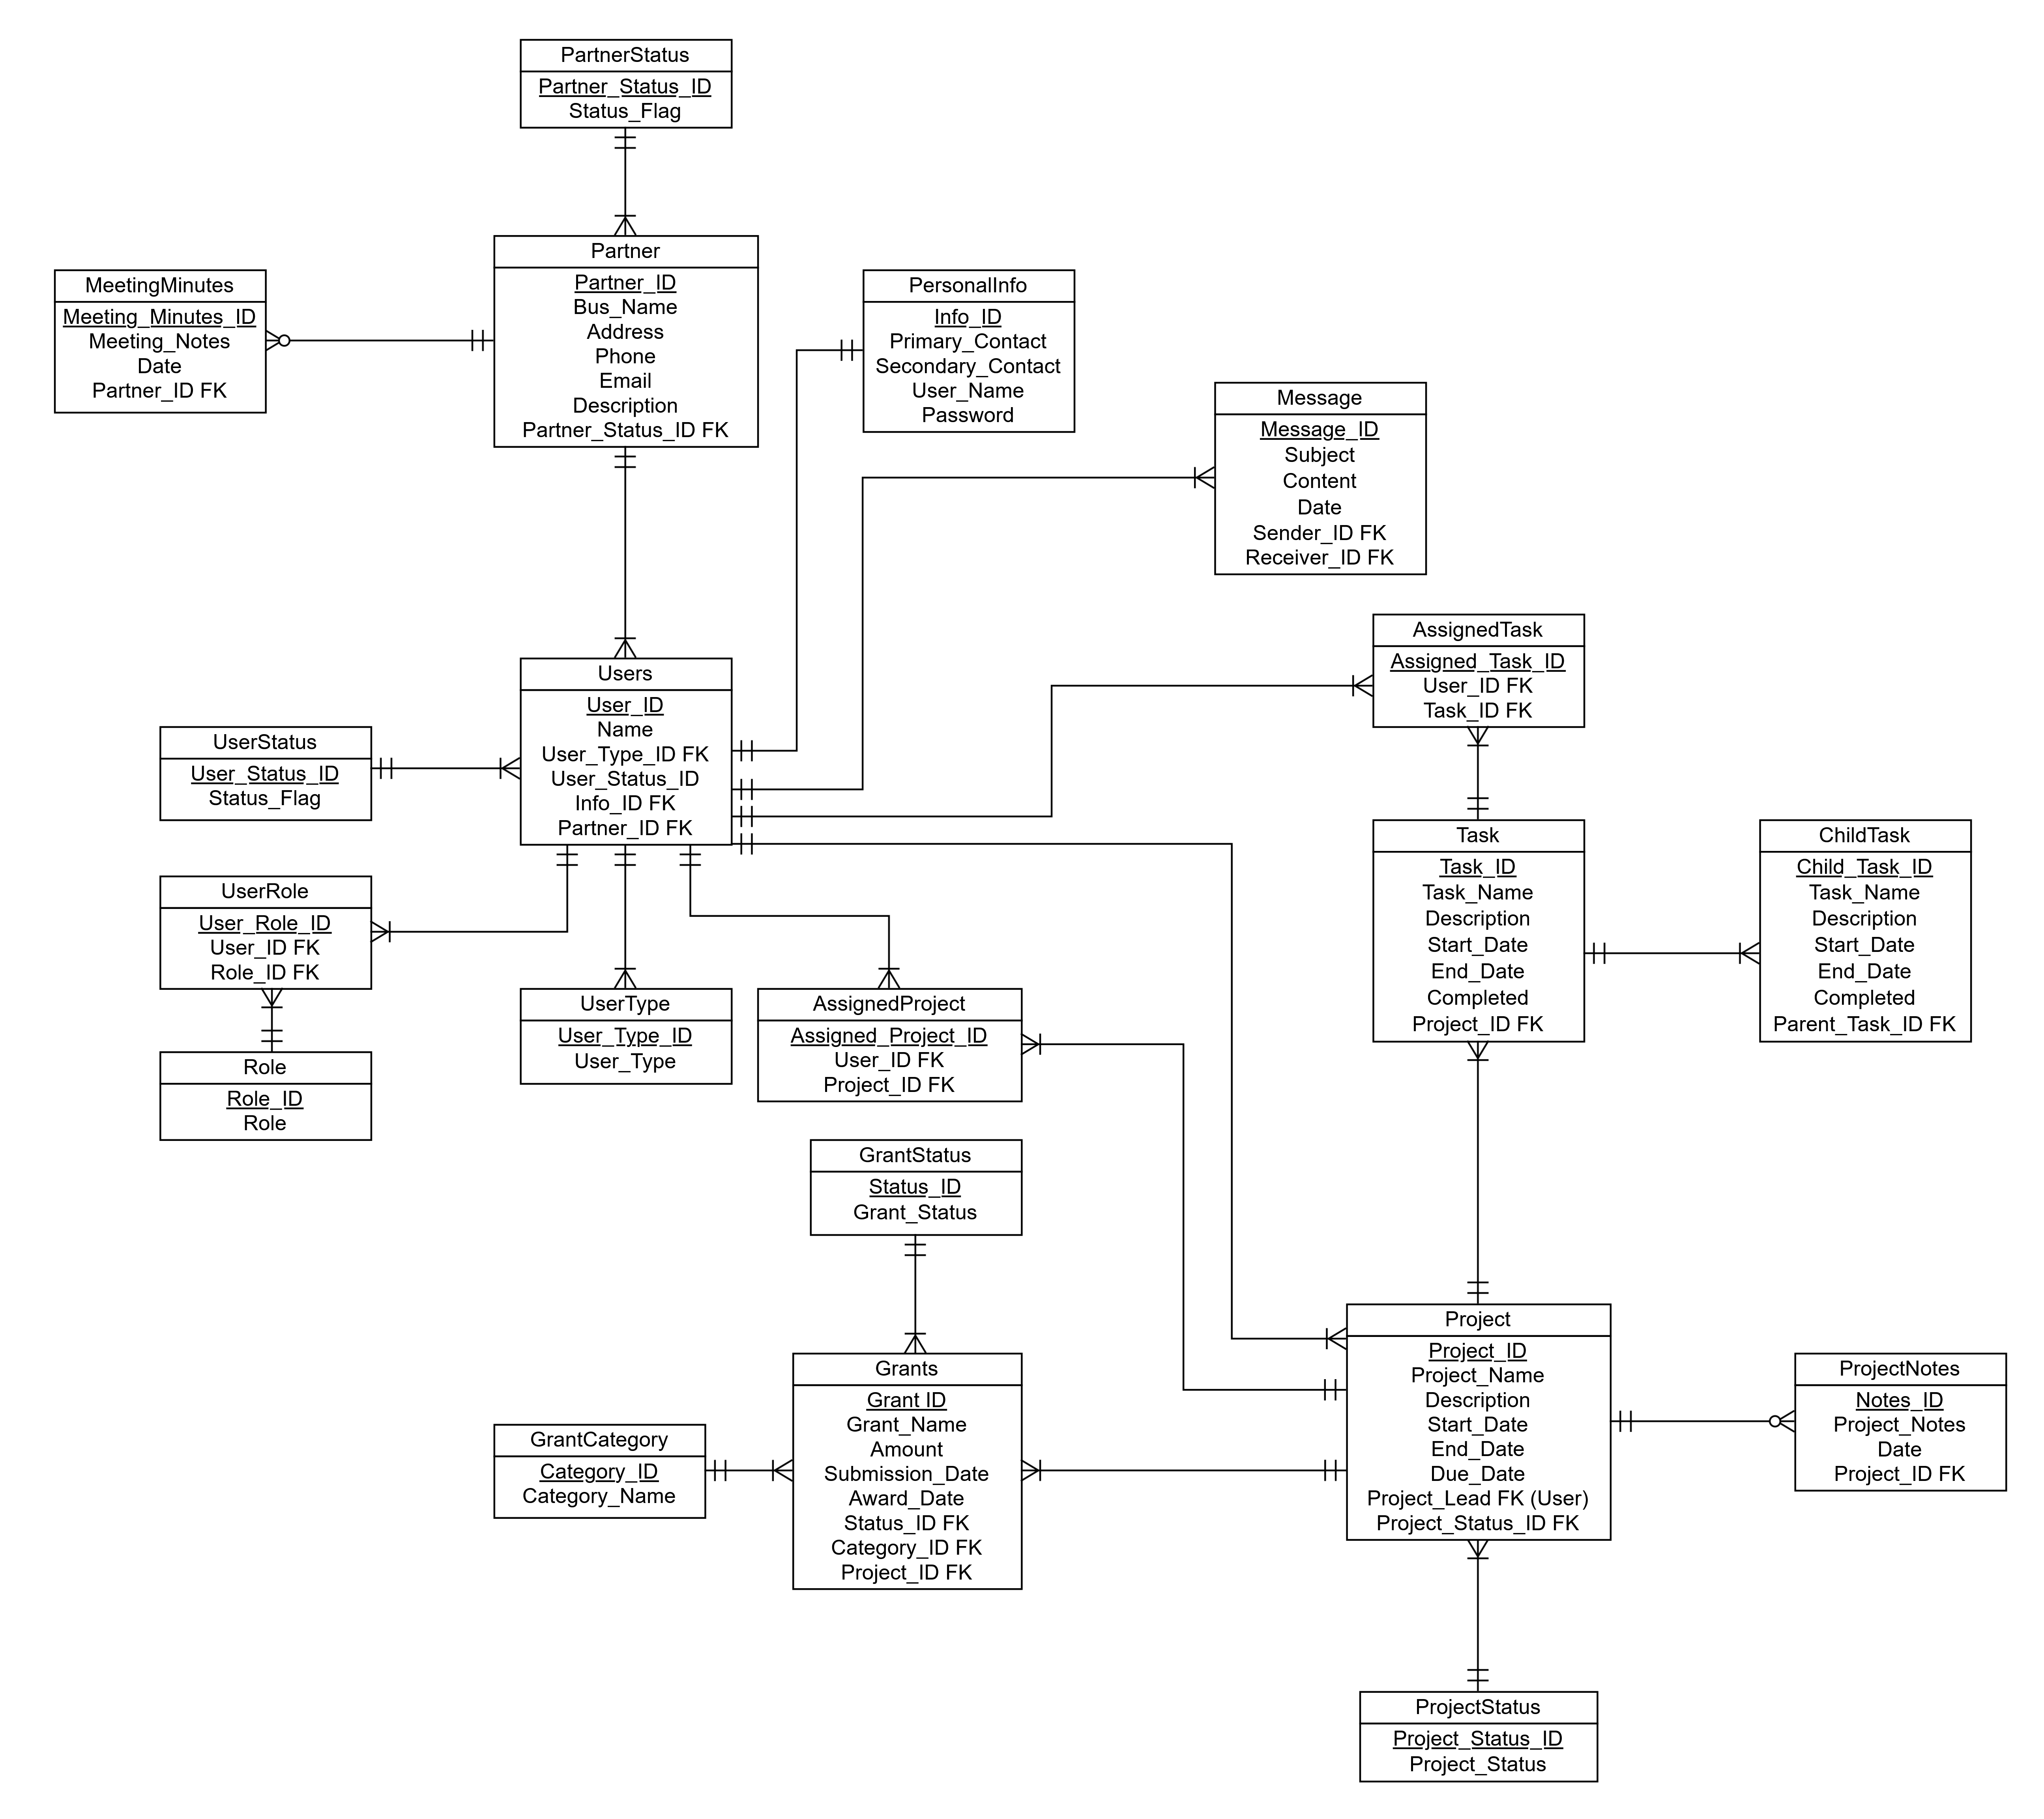 PartnerStatus
Partner_Status_ID
Status_Flag
Partner
Partner_ID
Bus_Name
Address
Phone
Email
Description
Partner_Status_ID FK
MeetingMinutes
Meeting_Minutes_ID
Meeting_Notes
Date
Partner_ID FK
PersonalInfo
Info_ID
Primary_Contact
Secondary_Contact
User_Name
Password
Message
Message_ID
Subject
Content
Date
Sender_ID FK
Receiver_ID FK
AssignedTask
Assigned_Task_ID
User_ID FK
Task_ID FK
Users
User_ID
Name
User_Type_ID FK
User_Status_ID
Info_ID FK
Partner_ID FK
UserStatus
User_Status_ID
Status_Flag
Task
Task_ID
Task_Name
Description
Start_Date
End_Date
Completed
Project_ID FK
ChildTask
Child_Task_ID
Task_Name
Description
Start_Date
End_Date
Completed
Parent_Task_ID FK
UserRole
User_Role_ID
User_ID FK
Role_ID FK
UserType
User_Type_ID
User_Type
AssignedProject
Assigned_Project_ID
User_ID FK
Project_ID FK
Role
Role_ID
Role
GrantStatus
Status_ID
Grant_Status
Grants
Grant ID
Grant_Name
Amount
Submission_Date
Award_Date
Status_ID FK
Category_ID FK
Project_ID FK
GrantCategory
Category_ID
Category_Name
Project
Project_ID
Project_Name
Description
Start_Date
End_Date
Due_Date
Project_Lead FK (User)
Project_Status_ID FK
ProjectNotes
Notes_ID
Project_Notes
Date
Project_ID FK
ProjectStatus
Project_Status_ID
Project_Status